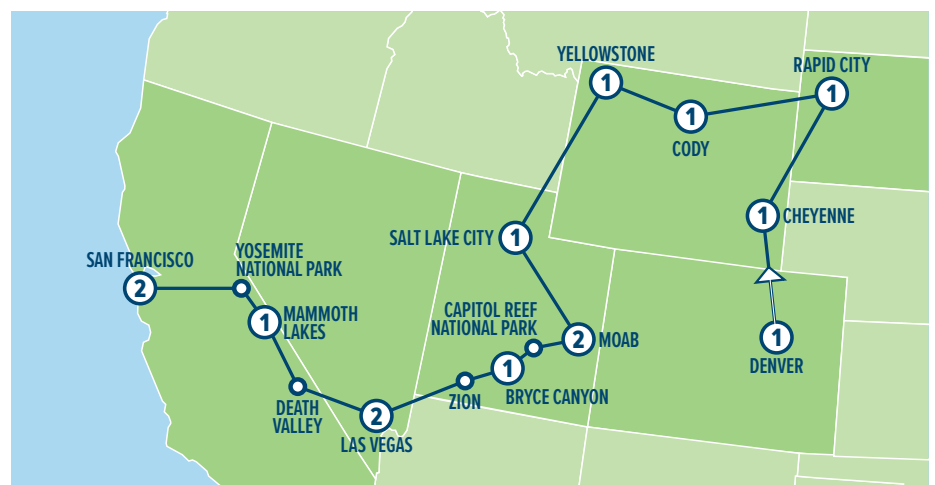 YELLOWSTONE
1
RAPID CITY
1
1
CODY
1
CHEYENNE
SALT LAKE CITY
1
SAN FRANCISCO
2
YOSEMITE
NATIONAL PARK
1
MAMMOTH
LAKES
CAPITOL REEF
NATIONAL PARK
2
MOAB
1
DENVER
1
BRYCE CANYON
ZION
DEATH
VALLEY
2
LAS VEGAS